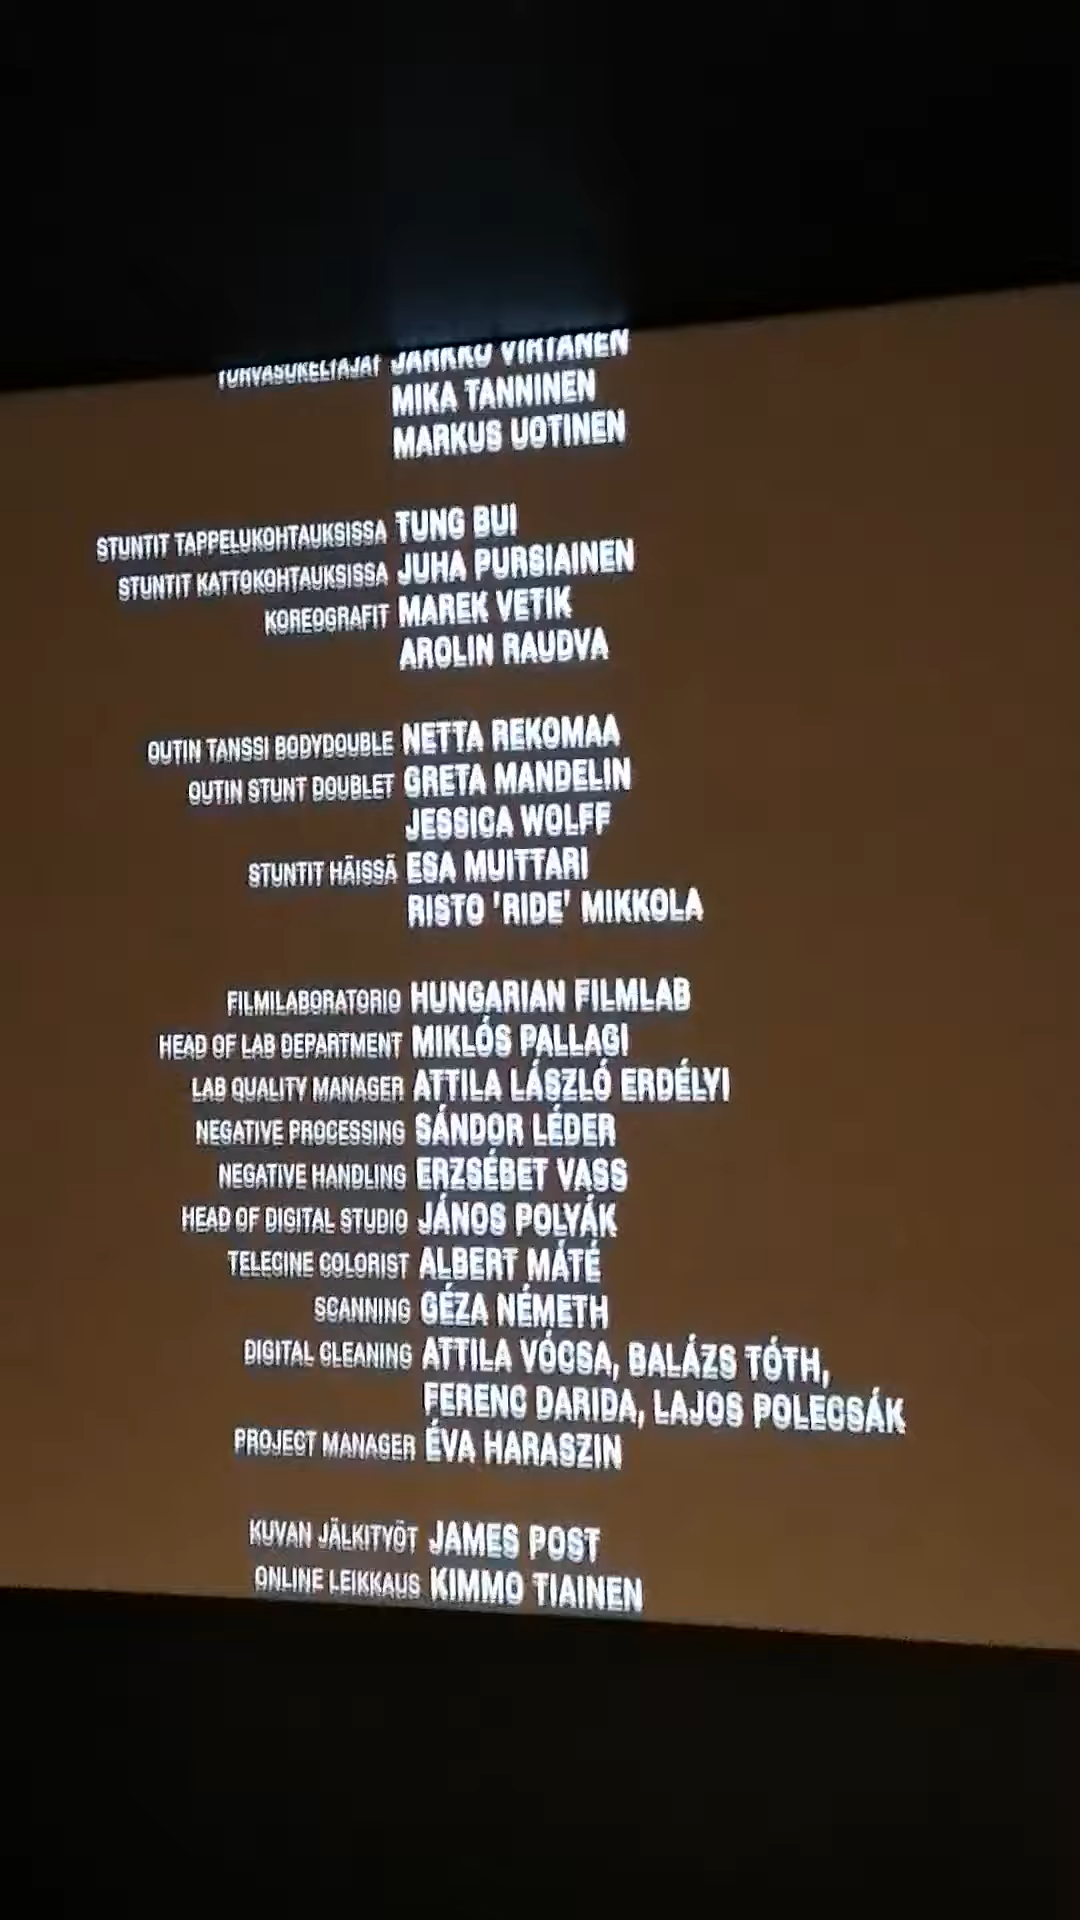 TURVASUKELTAJAT JARKKO VIRTANEN
MIKA TANNINEN
MARKUS UOTINEN
STUNTIT TAPPELUKOHTAUKSISSA TUNG BUI
STUNTIT KATTOKOHTAUKSISSA JUHA PURSIAINEN
KOREOGRAFIT MAREK VETIK
AROLIN RAUDVA
OUTIN TANSSI BODYDOUBLE NETTA REKOMAA
OUTIN STUNT DOUBLET GRETA MANDELIN
JESSICA WOLFF
STUNTIT HÄISSÄ ESA MUITTARI
RISTO 'RIDE' MIKKOLA
FILMILABORATORIO HUNGARIAN FILMLAB
HEAD OF LAB DEPARTMENT MIKLÓS PALLAGI
LAB QUALITY MANAGER ATTILA LÁSZLÓ ERDÉLYI
NEGATIVE PROCESSING SÁNDOR LÉDER
NEGATIVE HANDLING ERZSÉBET VASS
HEAD OF DIGITAL STUDIO JÁNOS POLYÁK
TELECINE COLORIST ALBERT MÁTÉ
SCANNING GÉZA NÉMETH
DIGITAL CLEANING ATTILA VÓCSA, BALÁZS TÓTH,
FERENC DARIDA, LAJOS POLECSÁK
PROJECT MANAGER ÉVA HARASZIN
KUVAN JÄLKITYÖT JAMES POST
ONLINE LEIKKAUS KIMMO TIAINEN